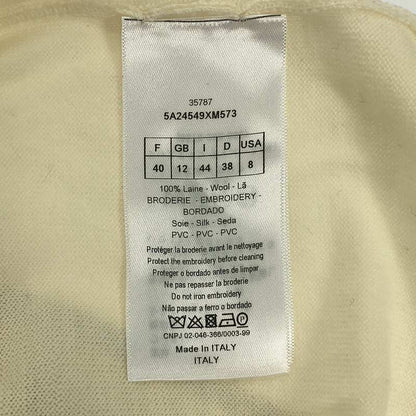 35787
5A24549XM573
F GB I D USA
40 12 44 38 8
100% Laine - Wool - Lã
BRODERIE - EMBROIDERY -
BORDADO
Soie - Silk - Seda
PVC - PVC - PVC
Protéger la broderie avant le nettoyage
Protect the embroidery before cleaning
Proteger o bordado antes de limpar
Ne pas repasser la broderie
Do not iron embroidery
Não passar a ferro o bordado
CNPJ 02-046-366/0003-99
Made In ITALY
ITALY